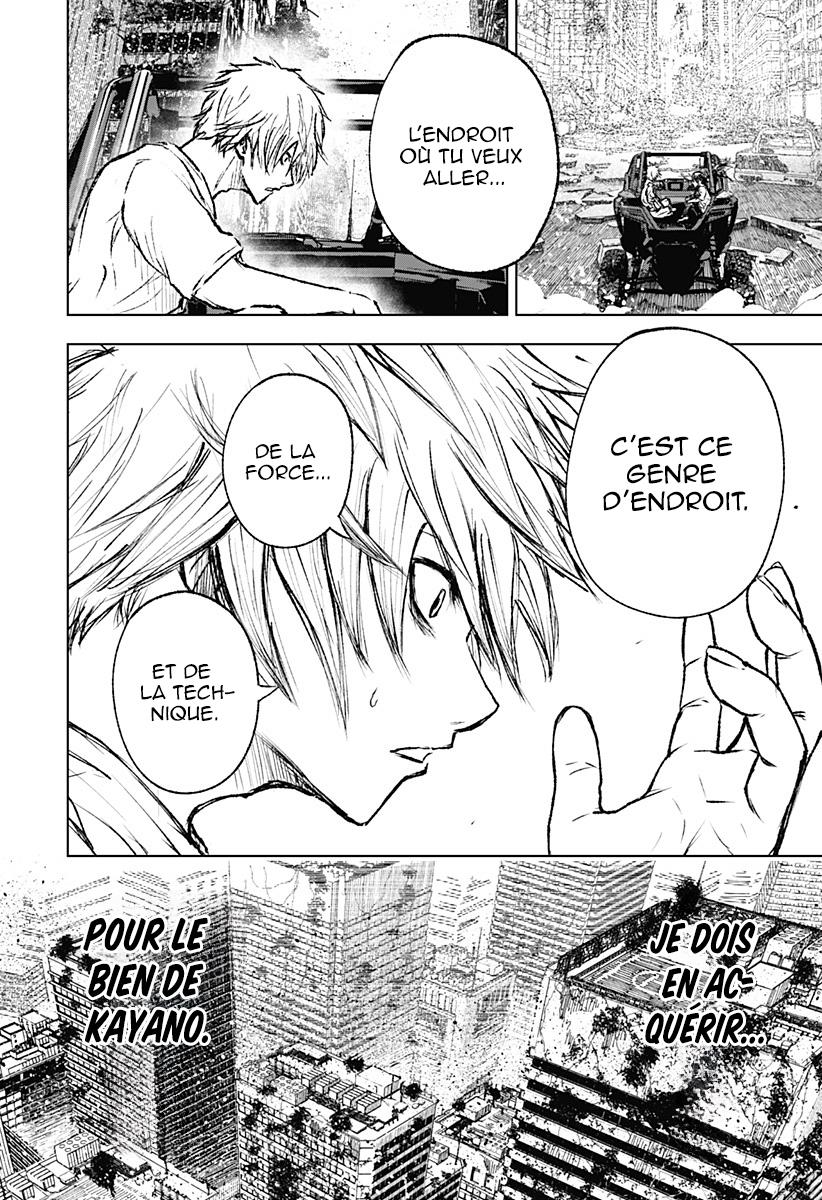 L'ENDROIT
OÙ TU VEUX
ALLER...
C'EST CE
GENRE
D'ENDROIT.
DE LA
FORCE...
ET DE
LA TECH-
NIQUE.
JE DOIS
EN AC-
QUÉRIR...
POUR LE
BIEN DE
KAYANO.